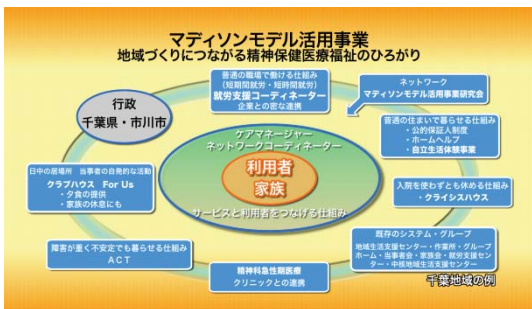 マディソンモデル活用事業
地域づくりにつながる精神保健医療福祉のひろがり
行政
千葉県・市川市
普通の職場で働ける仕組み
(短期間就労・短時間就労)
就労支援コーディネーター
企業との密な連携
ネットワーク
マディソンモデル活用事業研究会
普通の住まいで暮らせる仕組み
・公的保証人制度
・ホームヘルプ
・自立生活体験事業
ケアマネージャー
ネットワークコーディネーター
利用者
家族
サービスと利用者をつなげる仕組み
日中の居場所 当事者の自発的な活動
クラブハウス For Us
・夕食の提供
・家族の休息にも
入院を使わずとも休める仕組み
・クライシスハウス
障害が重く不安定でも暮らせる仕組み
ACT
精神科急性期医療
クリニックとの連携
既存のシステム・グループ
地域生活支援センター・作業所・グループ
ホーム・当事者会・家族会・就労支援セン
ター・中核地域生活支援センター
千葉地域の例